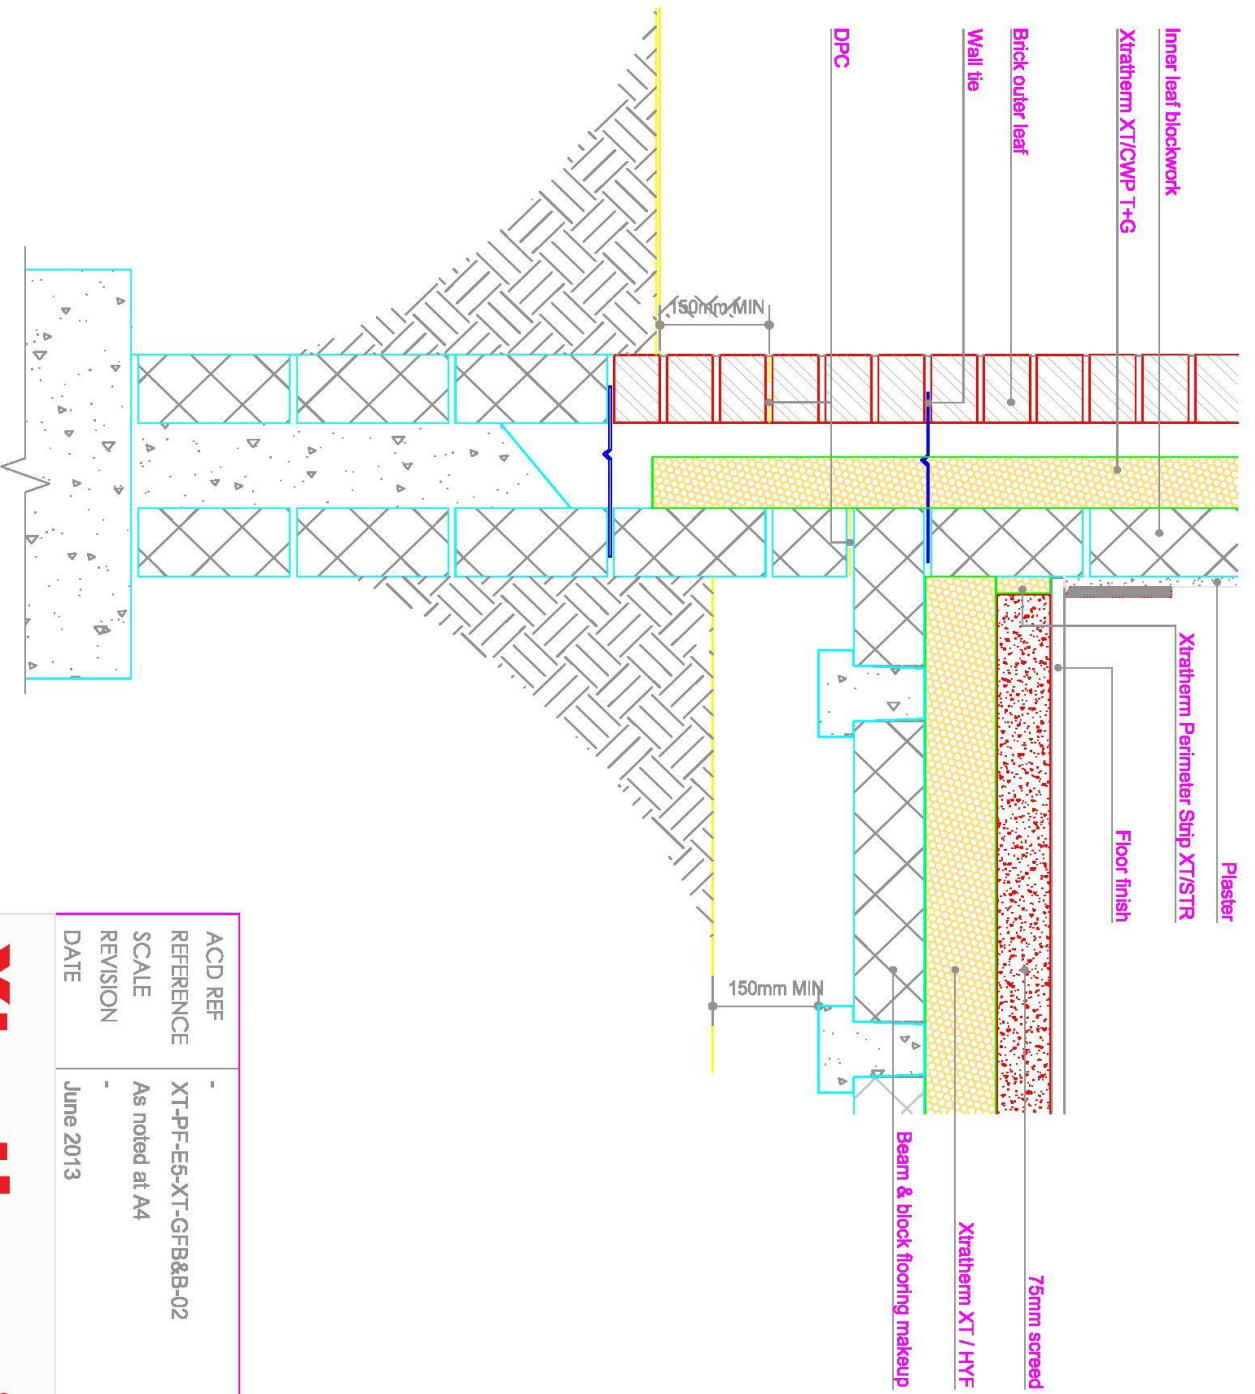 Inner leaf blockwork
Xtratherm XT/CWP T+G
Brick outer leaf
Wall tie
DPC
150mm MIN
Plaster
Xtratherm Perimeter Strip XT/STR
Floor finish
75mm screed
Xtratherm XT / HYF
Beam & block flooring makeup
150mm MIN
ACD REF -
REFERENCE XT-PF-E5-XT-GFB&B-02
SCALE As noted at A4
REVISION -
DATE June 2013